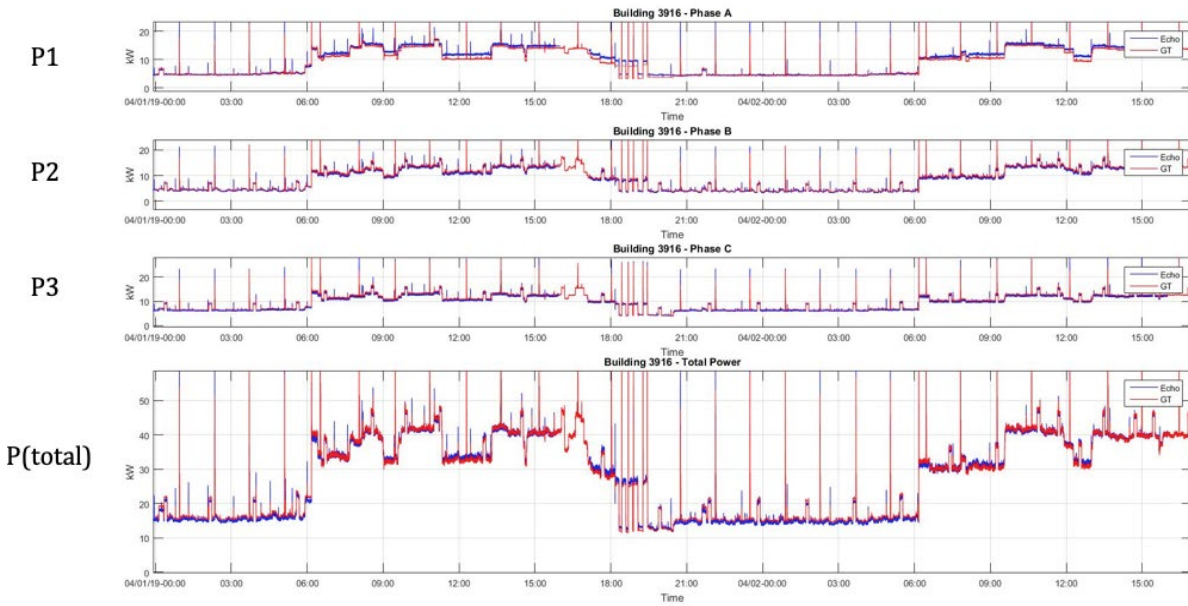 Building 3916 - Phase A
P1
kW
20
10
0
Echo
GT
04/01/19-00:00 03:00 06:00 09:00 12:00 15:00 18:00 21:00 04/02-00:00 03:00 06:00 09:00 12:00 15:00
Time
Building 3916 - Phase B
P2
kW
20
10
0
Echo
GT
04/01/19-00:00 03:00 06:00 09:00 12:00 15:00 18:00 21:00 04/02-00:00 03:00 06:00 09:00 12:00 15:00
Time
Building 3916 - Phase C
P3
kW
20
10
0
Echo
GT
04/01/19-00:00 03:00 06:00 09:00 12:00 15:00 18:00 21:00 04/02-00:00 03:00 06:00 09:00 12:00 15:00
Time
Building 3916 - Total Power
P(total)
kW
50
40
30
20
10
0
Echo
GT
04/01/19-00:00 03:00 06:00 09:00 12:00 15:00 18:00 21:00 04/02-00:00 03:00 06:00 09:00 12:00 15:00
Time